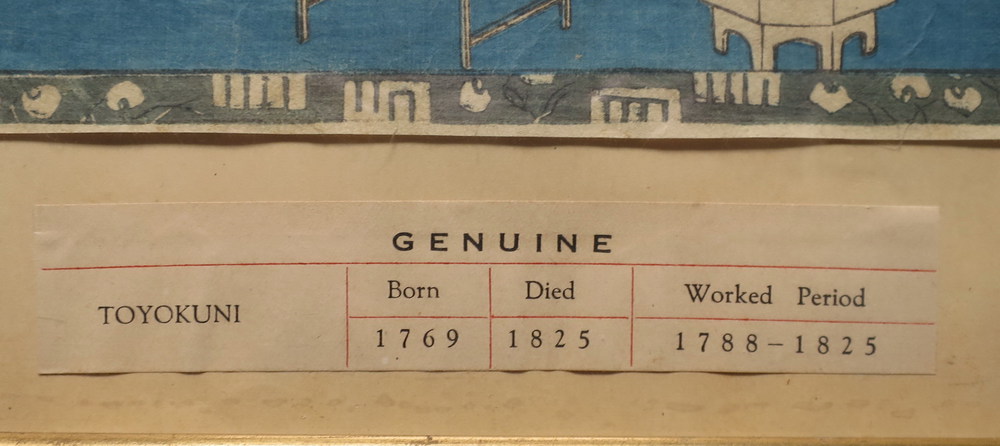 GENUINE
TOYOKUNI
Born Died Worked Period
1769 1825 1788–1825